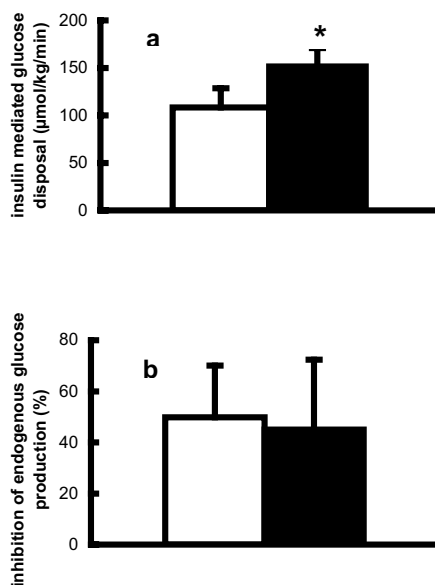 insulin mediated glucose
disposal (µmol/kg/min)
200
150
100
50
0
a
*
inhibition of endogenous glucose
production (%)
80
60
40
20
0
b